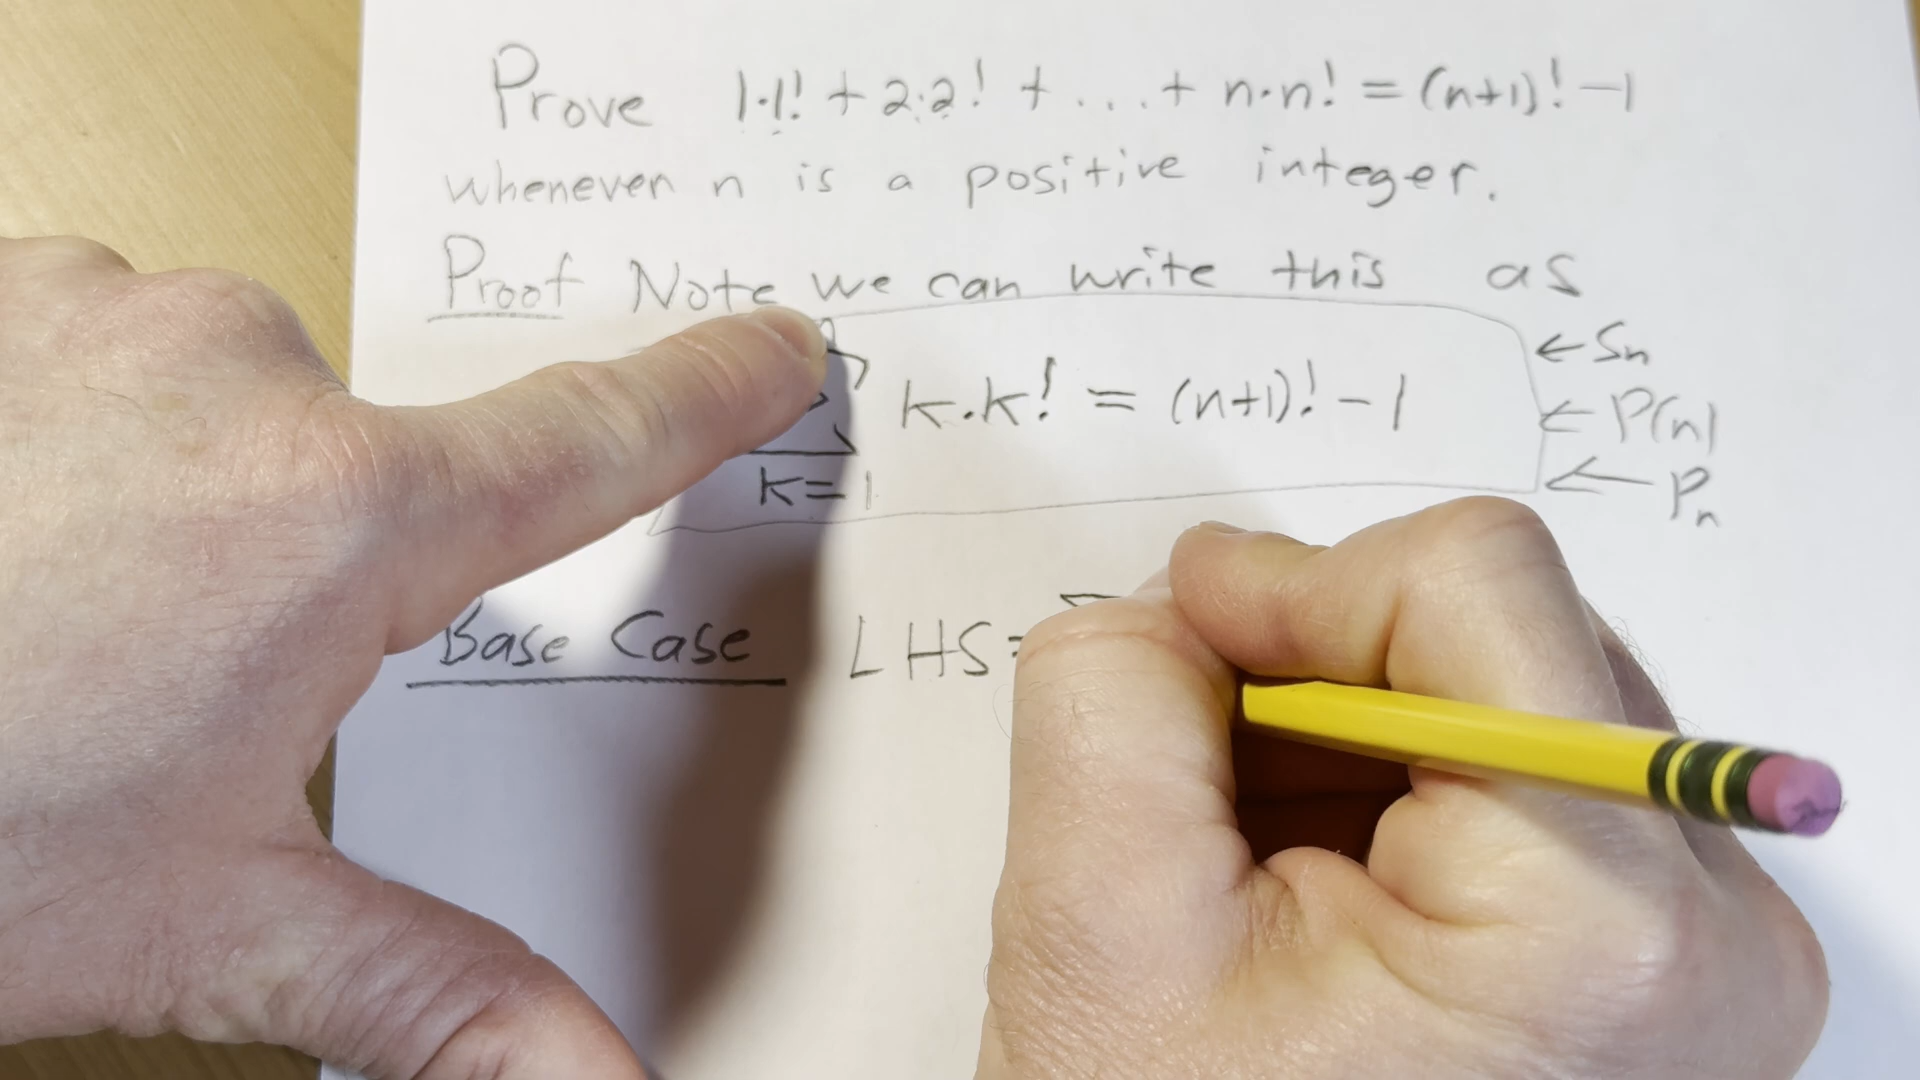 Prove 1·1! + 2·2! + ... + n·n! = (n+1)! - 1
whenever n is a positive integer.
Proof Note we can write this as
← Sn
k·k! = (n+1)! - 1
← P(n)
k=1
← Pn
Base Case LHS=